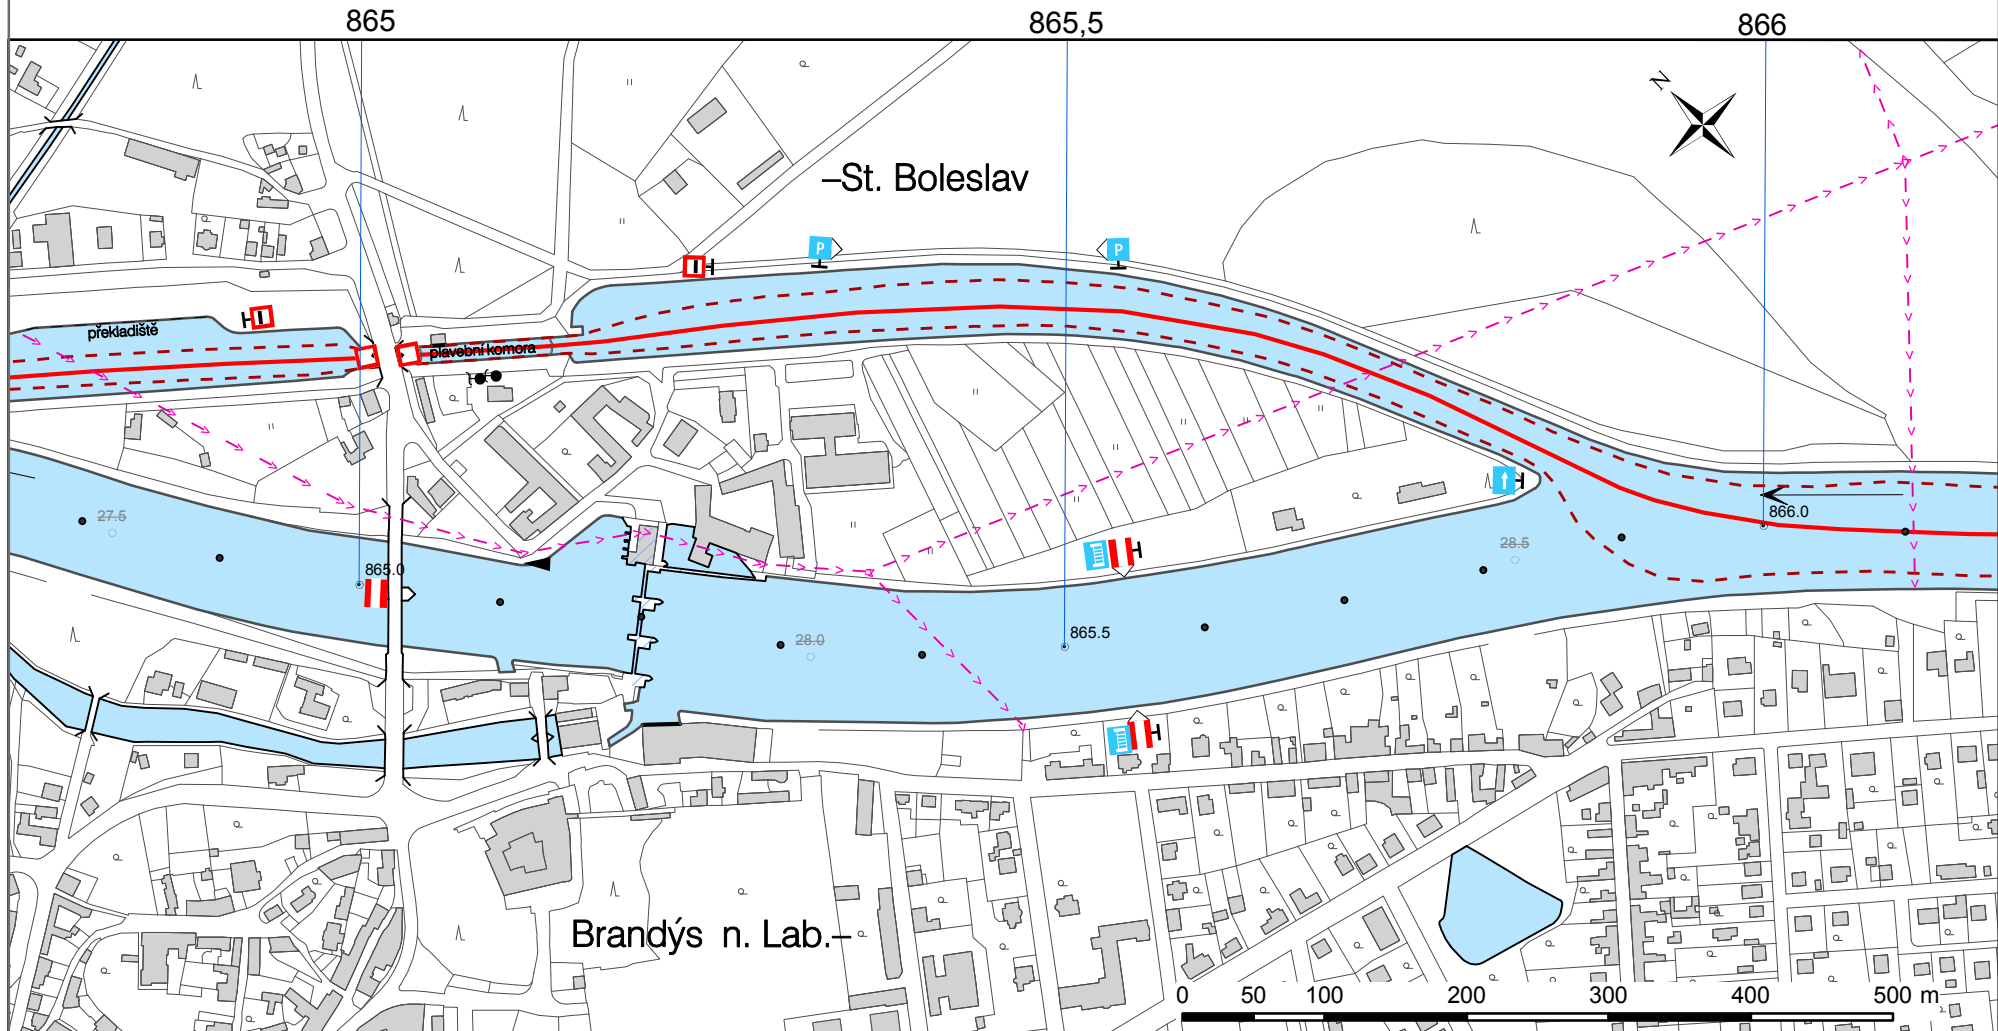 865
865,5
866
N
–St. Boleslav
P
P
překladiště
plavební komora
27.5
866.0
28.5
865.0
865.5
28.0
Brandýs n. Lab.–
0 50 100 200 300 400 500 m